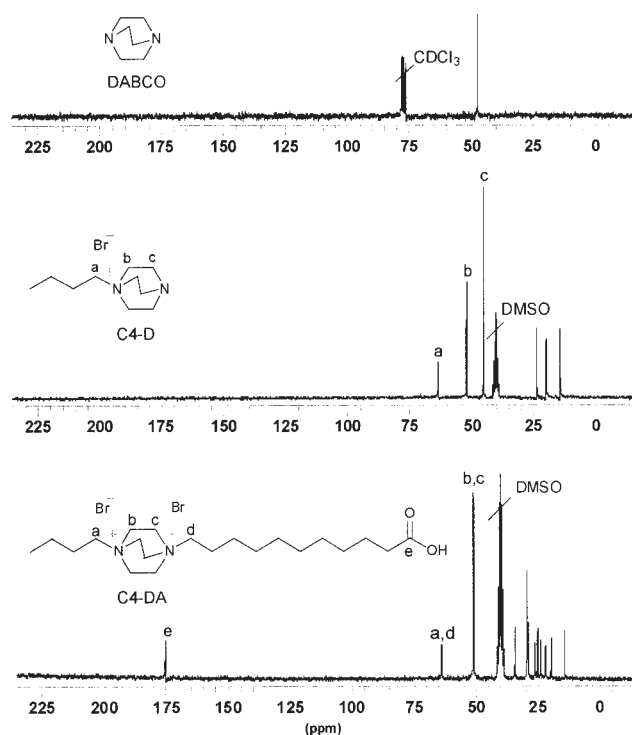 N N
DABCO
CDCl3
225 200 175 150 125 100 75 50 25 0
c
Br−
a b c
N N
C4-D
b
DMSO
a
225 200 175 150 125 100 75 50 25 0
b,c
DMSO
Br− Br
a b c d
+
N N
O
e OH
C4-DA
e
a,d
225 200 175 150 125 100 75 50 25 0
(ppm)